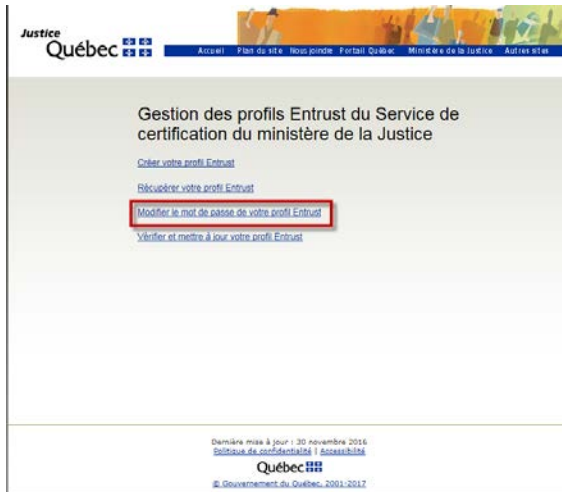 Justice
Québec
Accueil Plan du site Nous joindre Portail Québec Ministère de la Justice Autres sites
Gestion des profils Entrust du Service de
certification du ministère de la Justice
Créer votre profil Entrust
Récupérer votre profil Entrust
Modifier le mot de passe de votre profil Entrust
Vérifier et mettre à jour votre profil Entrust
Dernière mise à jour : 30 novembre 2016
Politique de confidentialité | Accessibilité
Québec
© Gouvernement du Québec, 2001-2017